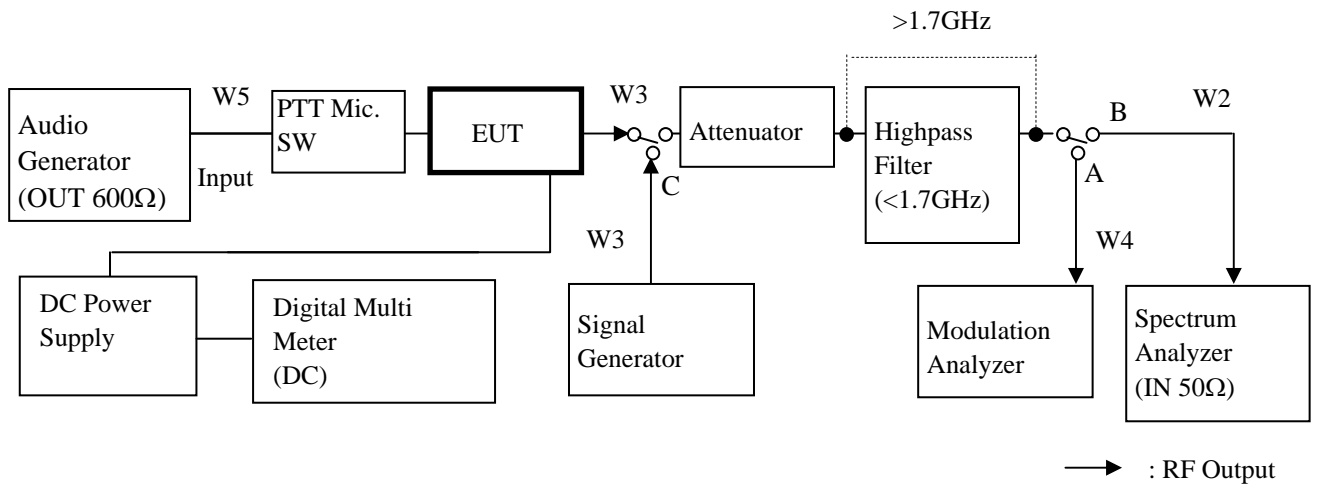 >1.7GHz
W5
PTT Mic.
SW
EUT
W3
Attenuator
Highpass
Filter
(<1.7GHz)
B
W2
Audio
Generator
(OUT 600Ω)
Input
C
A
W3
W4
DC Power
Supply
Digital Multi
Meter
(DC)
Signal
Generator
Modulation
Analyzer
Spectrum
Analyzer
(IN 50Ω)
: RF Output